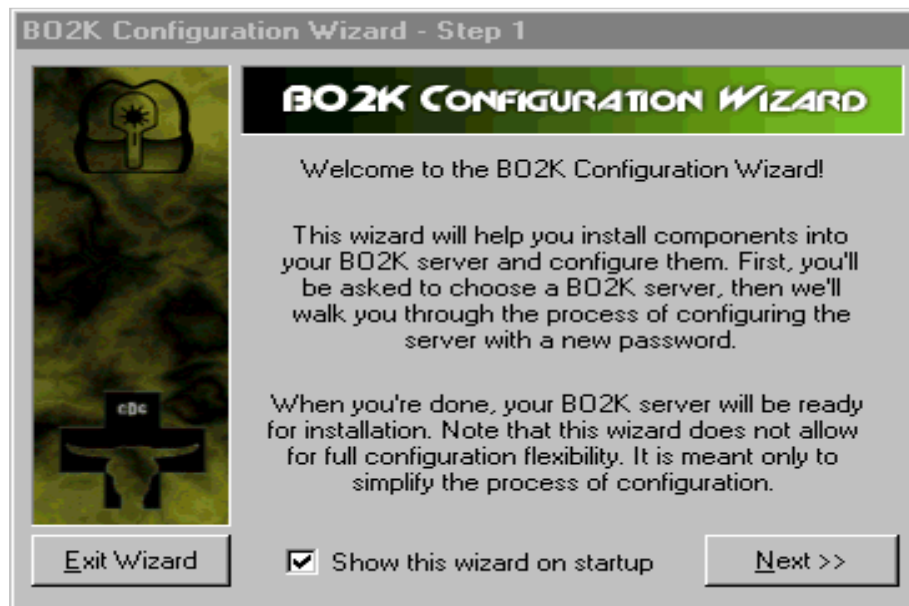 BO2K Configuration Wizard - Step 1
BO2K CONFIGURATION WIZARD
Welcome to the BO2K Configuration Wizard!
This wizard will help you install components into
your BO2K server and configure them. First, you'll
be asked to choose a BO2K server, then we'll
walk you through the process of configuring the
server with a new password.
cDc
When you're done, your BO2K server will be ready
for installation. Note that this wizard does not allow
for full configuration flexibility. It is meant only to
simplify the process of configuration.
Exit Wizard
Show this wizard on startup
Next >>